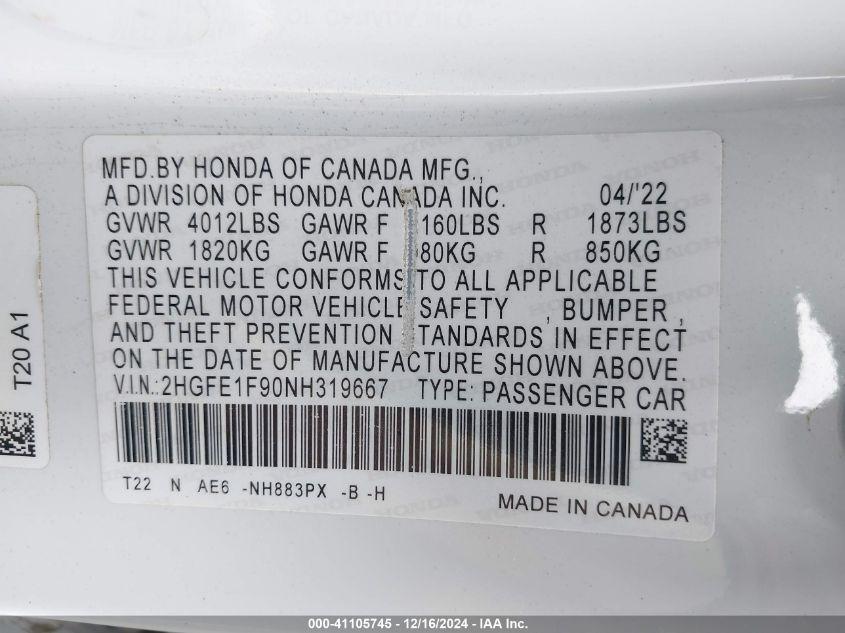 MFD.BY HONDA OF CANADA MFG.,
A DIVISION OF HONDA CANADA INC. 04/'22
GVWR 4012LBS GAWR F 160LBS R 1873LBS
GVWR 1820KG GAWR F 80KG R 850KG
THIS VEHICLE CONFORMS TO ALL APPLICABLE
FEDERAL MOTOR VEHICLE SAFETY , BUMPER ,
AND THEFT PREVENTION TANDARDS IN EFFECT
ON THE DATE OF MANUFACTURE SHOWN ABOVE.
V.I.N.:2HGFE1F90NH319667 TYPE: PASSENGER CAR
T22 N AE6 -NH883PX -B -H
MADE IN CANADA
T20 A1
000-41105745 - 12/16/2024 - IAA Inc.